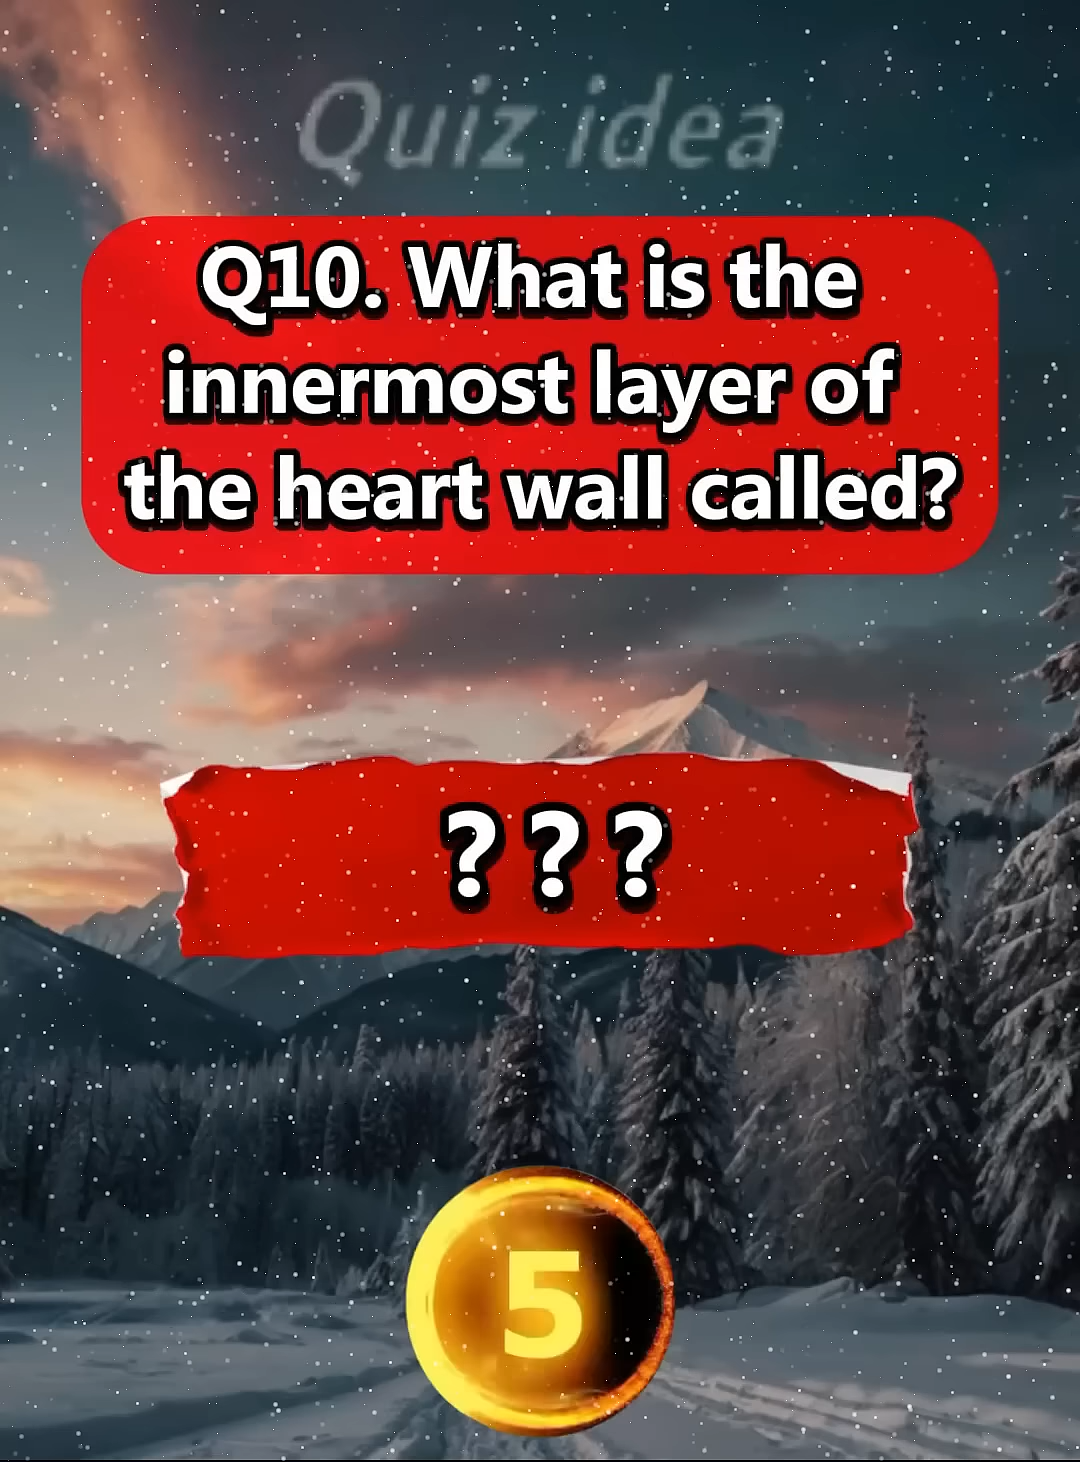 Quiz idea
Q10. What is the
innermost layer of
the heart wall called?
???
5